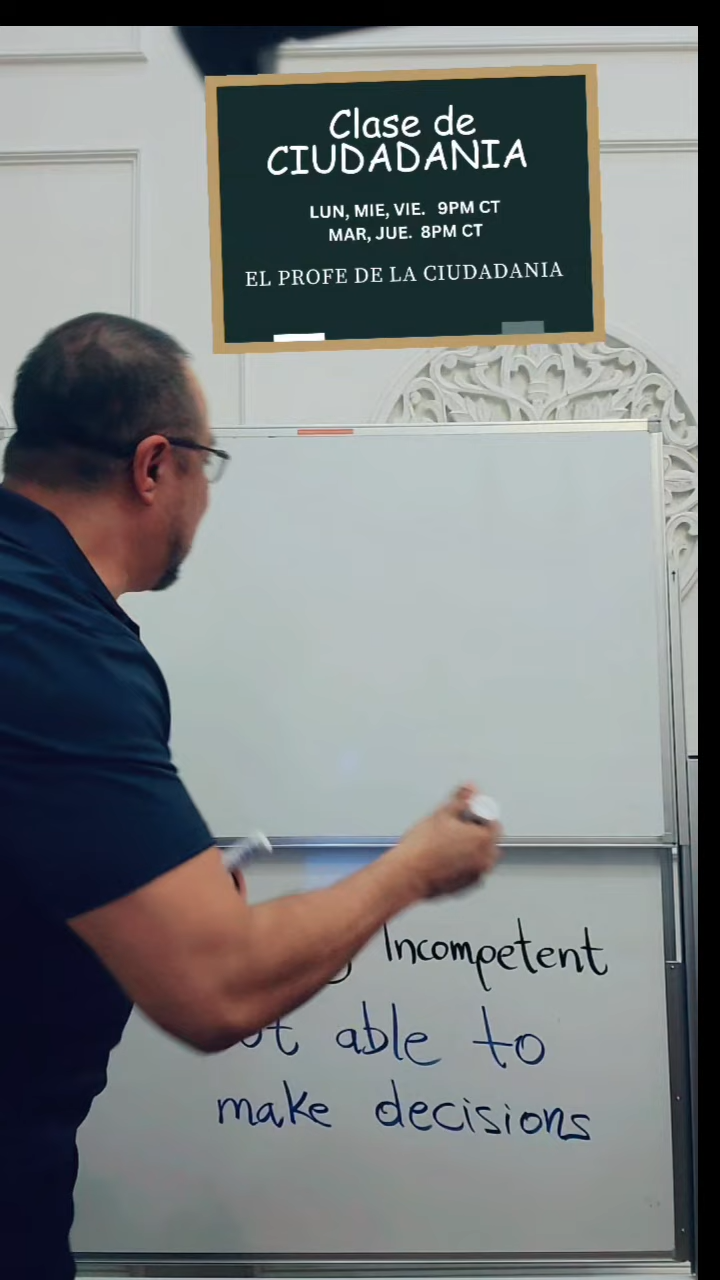 Clase de
CIUDADANIA
LUN, MIE, VIE. 9PM CT
MAR, JUE. 8PM CT
EL PROFE DE LA CIUDADANIA
Incompetent
able to
make decisions